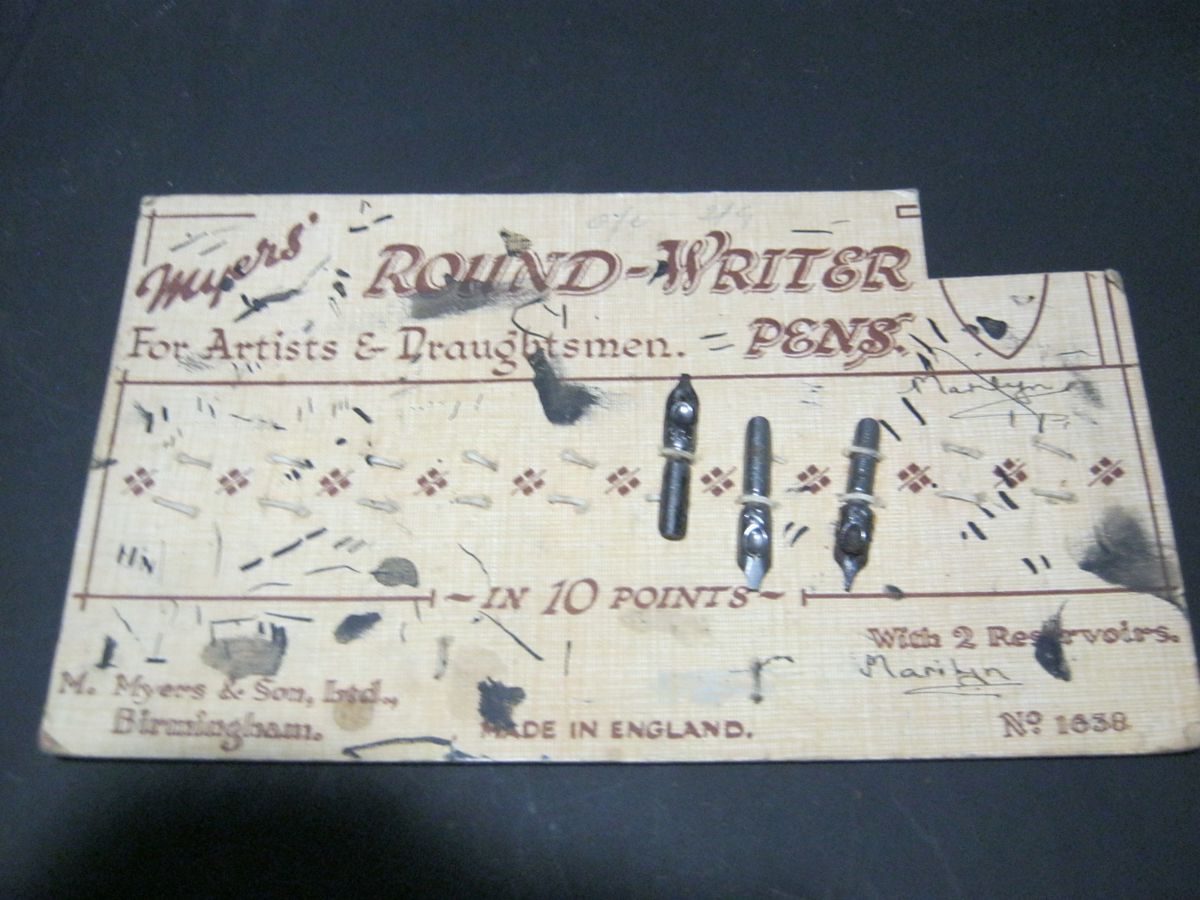 Myers'
ROUND-WRITER
For Artists & Draughtsmen. PENS.
Marilyn
IN 10 POINTS
With 2 Reservoirs.
Marilyn
M. Myers & Son, Ltd.,
Birmingham.
MADE IN ENGLAND.
Nº 1638